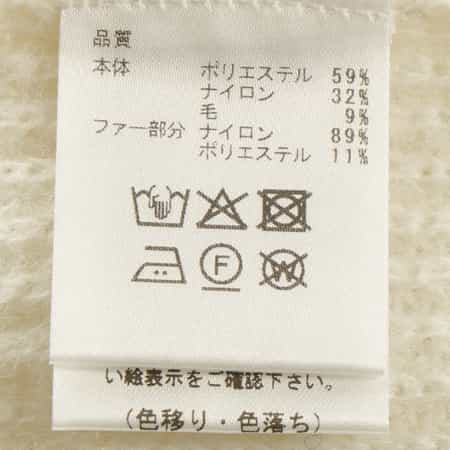 品質
本体 ポリエステル 59%
ナイロン 32%
毛 9%
ファー部分 ナイロン 89%
ポリエステル 11%
F
W
い絵表示をご確認下さい。
(色移り・色落ち)